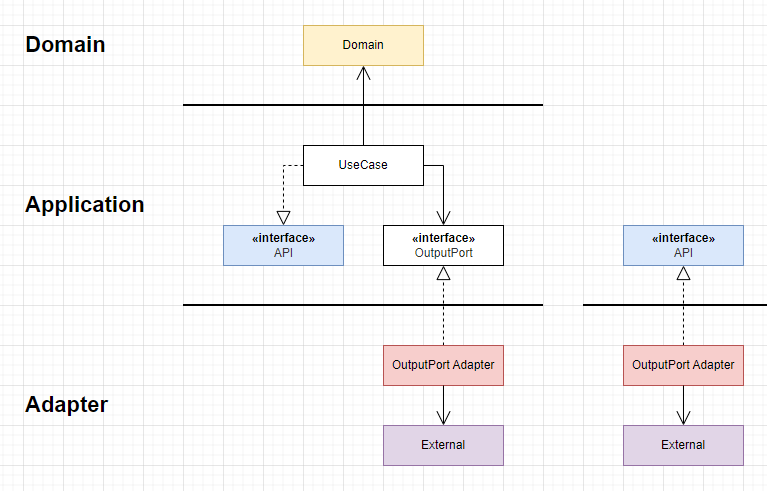 Domain
Domain
UseCase
Application
«interface»
API
«interface»
OutputPort
«interface»
API
OutputPort Adapter
OutputPort Adapter
Adapter
External
External